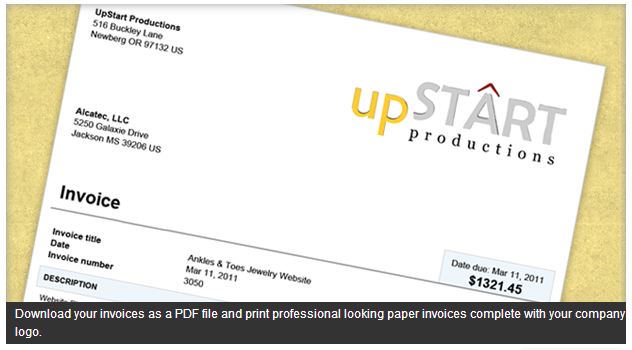 UpStart Productions
516 Buckley Lane
Newberg OR 97132 US
upSTART
productions
Alcatec, LLC
5250 Galaxie Drive
Jackson MS 39206 US
Invoice
Invoice title
Ankles & Toes Jewelry Website
Date
Mar 11, 2011
Invoice number
3050
Date due: Mar 11, 2011
$1321.45
DESCRIPTION
Website
Download your invoices as a PDF file and print professional looking paper invoices complete with your company
logo.